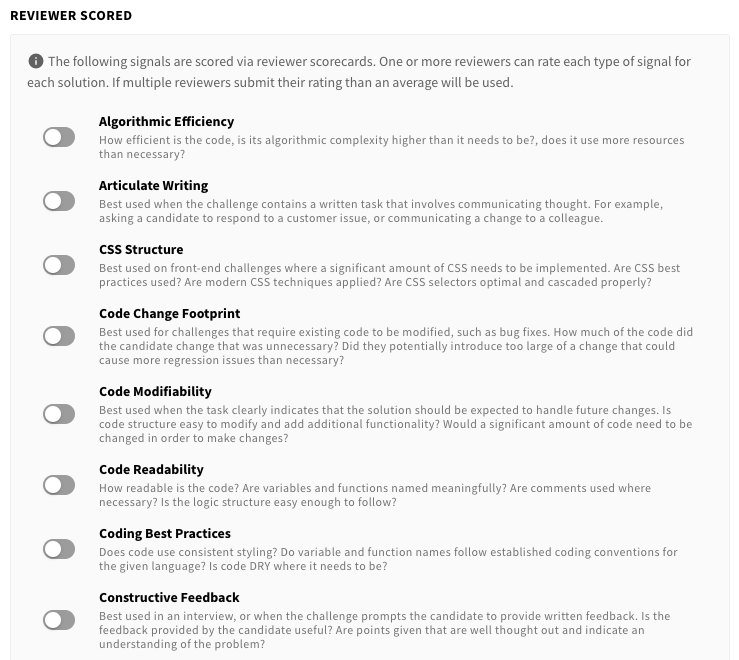 REVIEWER SCORED
The following signals are scored via reviewer scorecards. One or more reviewers can rate each type of signal for
each solution. If multiple reviewers submit their rating than an average will be used.
Algorithmic Efficiency
How efficient is the code, is its algorithmic complexity higher than it needs to be?, does it use more resources
than necessary?
Articulate Writing
Best used when the challenge contains a written task that involves communicating thought. For example,
asking a candidate to respond to a customer issue, or communicating a change to a colleague.
CSS Structure
Best used on front-end challenges where a significant amount of CSS needs to be implemented. Are CSS best
practices used? Are modern CSS techniques applied? Are CSS selectors optimal and cascaded properly?
Code Change Footprint
Best used for challenges that require existing code to be modified, such as bug fixes. How much of the code did
the candidate change that was unnecessary? Did they potentially introduce too large of a change that could
cause more regression issues than necessary?
Code Modifiability
Best used when the task clearly indicates that the solution should be expected to handle future changes. Is
code structure easy to modify and add additional functionality? Would a significant amount of code need to be
changed in order to make changes?
Code Readability
How readable is the code? Are variables and functions named meaningfully? Are comments used where
necessary? Is the logic structure easy enough to follow?
Coding Best Practices
Does code use consistent styling? Do variable and function names follow established coding conventions for
the given language? Is code DRY where it needs to be?
Constructive Feedback
Best used in an interview, or when the challenge prompts the candidate to provide written feedback. Is the
feedback provided by the candidate useful? Are points given that are well thought out and indicate an
understanding of the problem?